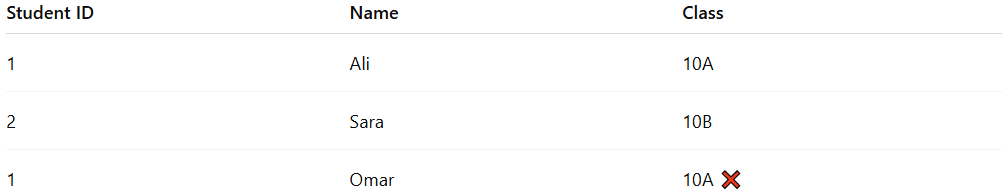 Student ID Name Class
1 Ali 10A
2 Sara 10B
1 Omar 10A ❌